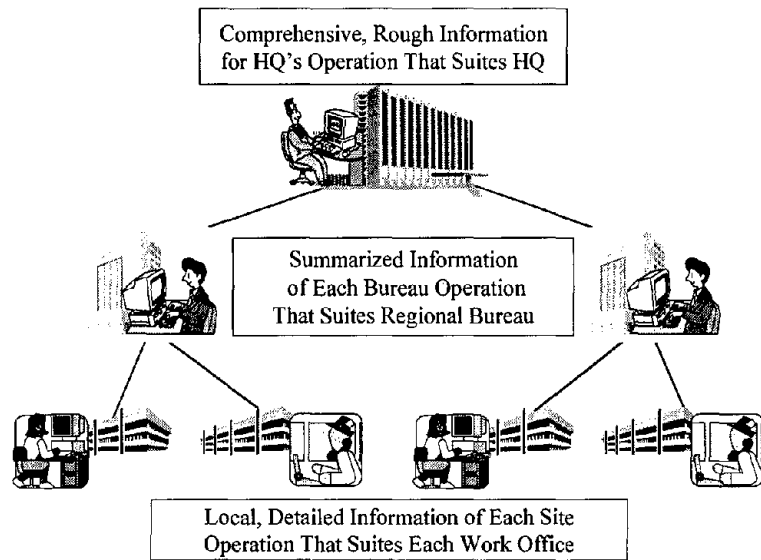 Comprehensive, Rough Information
for HQ's Operation That Suites HQ
Summarized Information
of Each Bureau Operation
That Suites Regional Bureau
Local, Detailed Information of Each Site
Operation That Suites Each Work Office